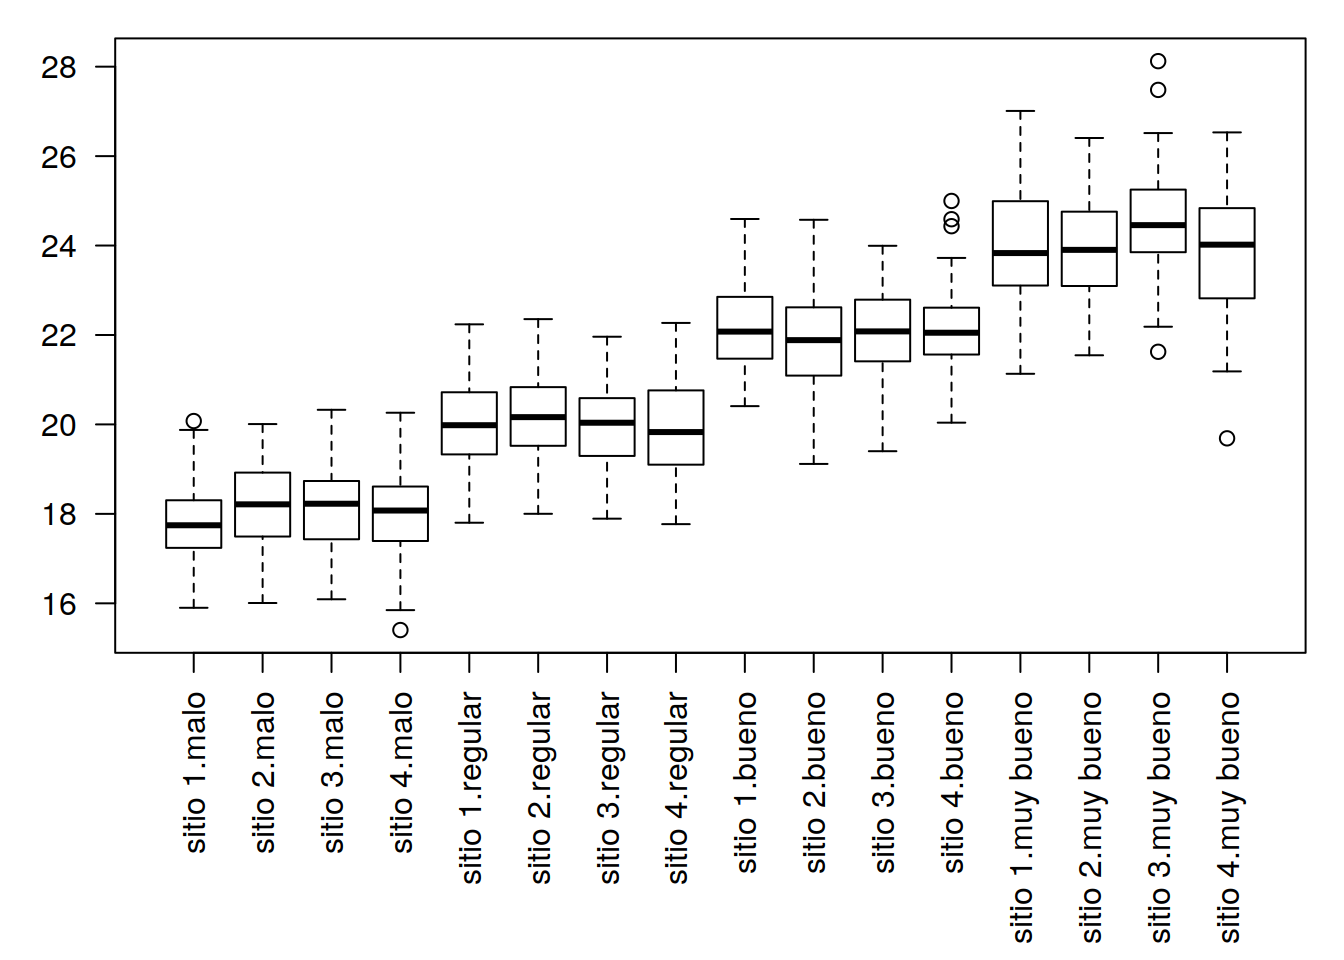 28
26
24
22
20
18
16
sitio 1.malo
sitio 2.malo
sitio 3.malo
sitio 4.malo
sitio 1.regular
sitio 2.regular
sitio 3.regular
sitio 4.regular
sitio 1.bueno
sitio 2.bueno
sitio 3.bueno
sitio 4.bueno
sitio 1.muy bueno
sitio 2.muy bueno
sitio 3.muy bueno
sitio 4.muy bueno